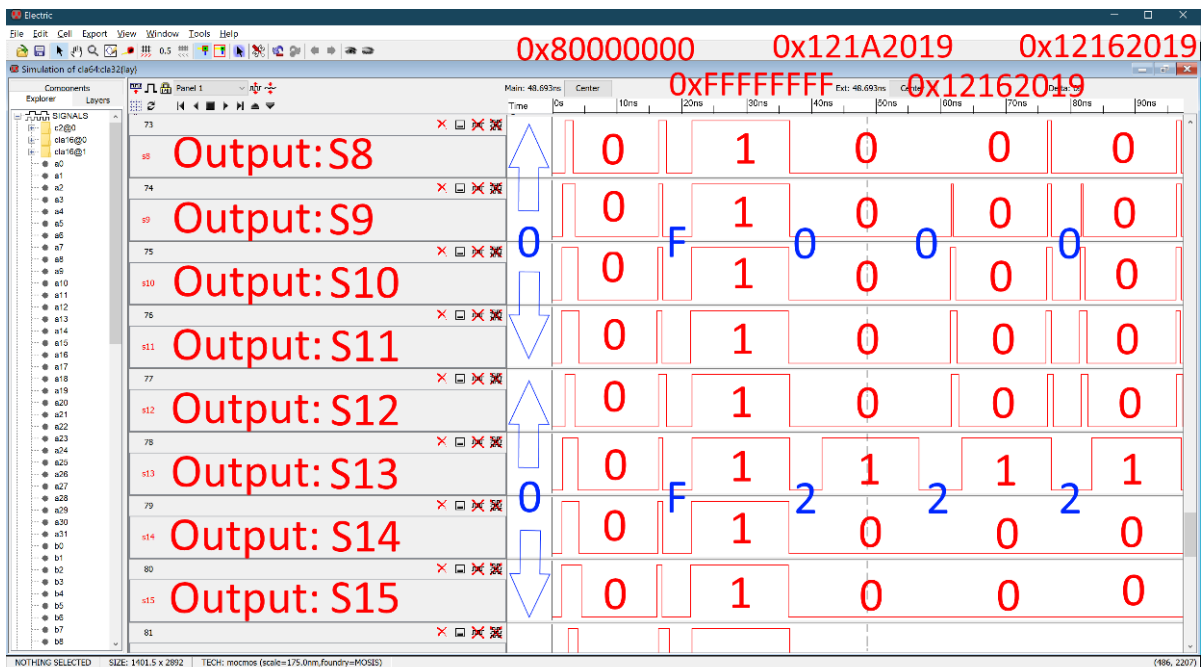 Electric
File Edit Cell Export View Window Tools Help
0.5
0x80000000 0x121A2019 0x12162019
Simulation of cla64:cla32{lay}
0xFFFFFFFF 0x12162019
Components
Explorer Layers
Panel 1
Main: 48.693ns Center Ext: 48.693ns Center Delta: 0s
Time 0s 10ns 20ns 30ns 40ns 50ns 60ns 70ns 80ns 90ns
SIGNALS
c2@0
cla16@0
cla16@1
a0
a1
a2
a3
a4
a5
a6
a7
a8
a9
a10
a11
a12
a13
a14
a15
a16
a17
a18
a19
a20
a21
a22
a23
a24
a25
a26
a27
a28
a29
a30
a31
b0
b1
b2
b3
b4
b5
b6
b7
b8
73
s8 Output: S8 0 1 0 0 0
74
s9 Output: S9 0 1 0 0 0
0 F 0 0 0
75
s10 Output: S10 0 1 0 0 0
76
s11 Output: S11 0 1 0 0 0
77
s12 Output: S12 0 1 0 0 0
78
s13 Output: S13 0 1 1 1 1
0 F 2 2 2
79
s14 Output: S14 0 1 0 0 0
80
s15 Output: S15 0 1 0 0 0
81
NOTHING SELECTED SIZE: 1401.5 x 2892 TECH: mocmos (scale=175.0nm,foundry=MOSIS) (486, 2207)